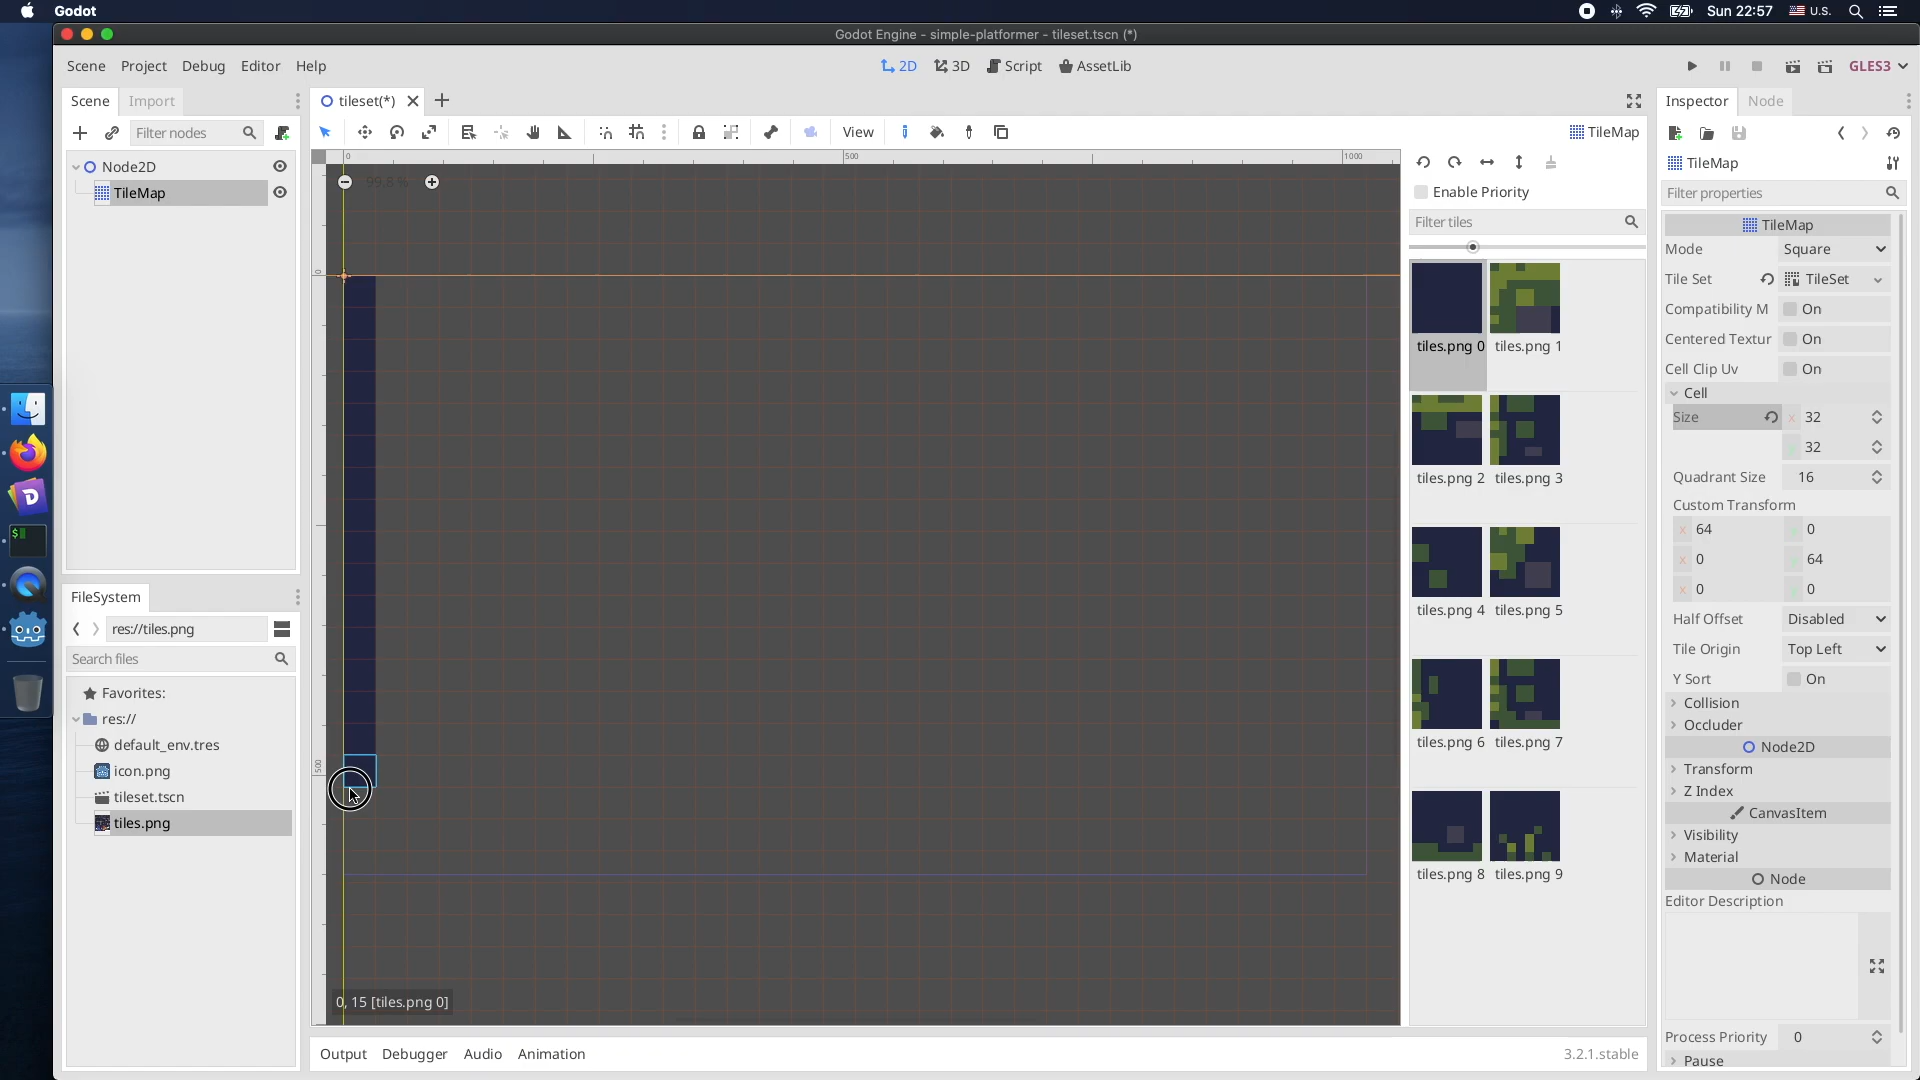 Godot
Sun 22:57
U.S.
Godot Engine - simple-platformer - tileset.tscn (*)
Scene Project Debug Editor Help
2D 3D Script AssetLib
GLES3
Scene Import
tileset(*)
Inspector Node
Filter nodes
View
TileMap
Node2D
TileMap
0 500 1000
99.8 %
Enable Priority
Filter tiles
TileMap
Filter properties
0
500
0, 15 [tiles.png 0]
tiles.png 0 tiles.png 1
tiles.png 2 tiles.png 3
tiles.png 4 tiles.png 5
tiles.png 6 tiles.png 7
tiles.png 8 tiles.png 9
TileMap
Mode Square
Tile Set TileSet
Compatibility M On
Centered Textur On
Cell Clip Uv On
Cell
Size x 32
32
Quadrant Size 16
Custom Transform
x 64 y 0
x 0 y 64
x 0 y 0
Half Offset Disabled
Tile Origin Top Left
Y Sort On
Collision
Occluder
Node2D
Transform
Z Index
CanvasItem
Visibility
Material
Node
Editor Description
Process Priority 0
Pause
FileSystem
res://tiles.png
Search files
Favorites:
res://
default_env.tres
icon.png
tileset.tscn
tiles.png
Output Debugger Audio Animation
3.2.1.stable